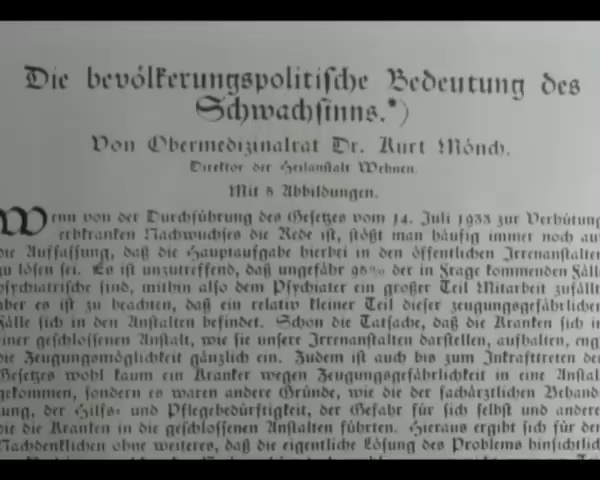 Die bevölkerungspolitische Bedeutung des
Schwachsinns.*)
Von Obermedizinalrat Dr. Kurt Mönch.
Direktor der Heilanstalt Wehnen.
Mit 5 Abbildungen.
Wenn von der Durchführung des Gesetzes vom 14. Juli 1933 zur Verhütung
erbkranken Nachwuchses die Rede ist, stößt man häufig immer noch au
die Auffassung, daß die Hauptaufgabe hierbei in den öffentlichen Irrenanstalten
zu lösen sei. Es ist unzutreffend, daß ungefähr 98% der in Frage kommenden Fälle
psychiatrische sind, mithin also dem Psychiater ein großer Teil Mitarbeit zufällt
aber es ist zu beachten, daß ein relativ kleiner Teil dieser zeugungsgefährlichen
Fälle sich in den Anstalten befindet. Schon die Tatsache, daß die Kranken sich in
einer geschlossenen Anstalt, wie sie unsere Irrenanstalten darstellen, aufhalten, eng
die Zeugungsmöglichkeit gänzlich ein. Zudem ist auch bis zum Inkrafttreten des
Gesetzes wohl kaum ein Kranker wegen Zeugungsgefährlichkeit in eine Anstalt
gekommen, sondern es waren andere Gründe, wie die der fachärztlichen Behand
lung, der Hilfs- und Pflegebedürftigkeit, der Gefahr für sich selbst und andere
die die Kranken in die geschlossenen Anstalten führten. Hieraus ergibt sich für den
Nachdenklichen ohne weiteres, daß die eigentliche Lösung des Problems hinsichtlich